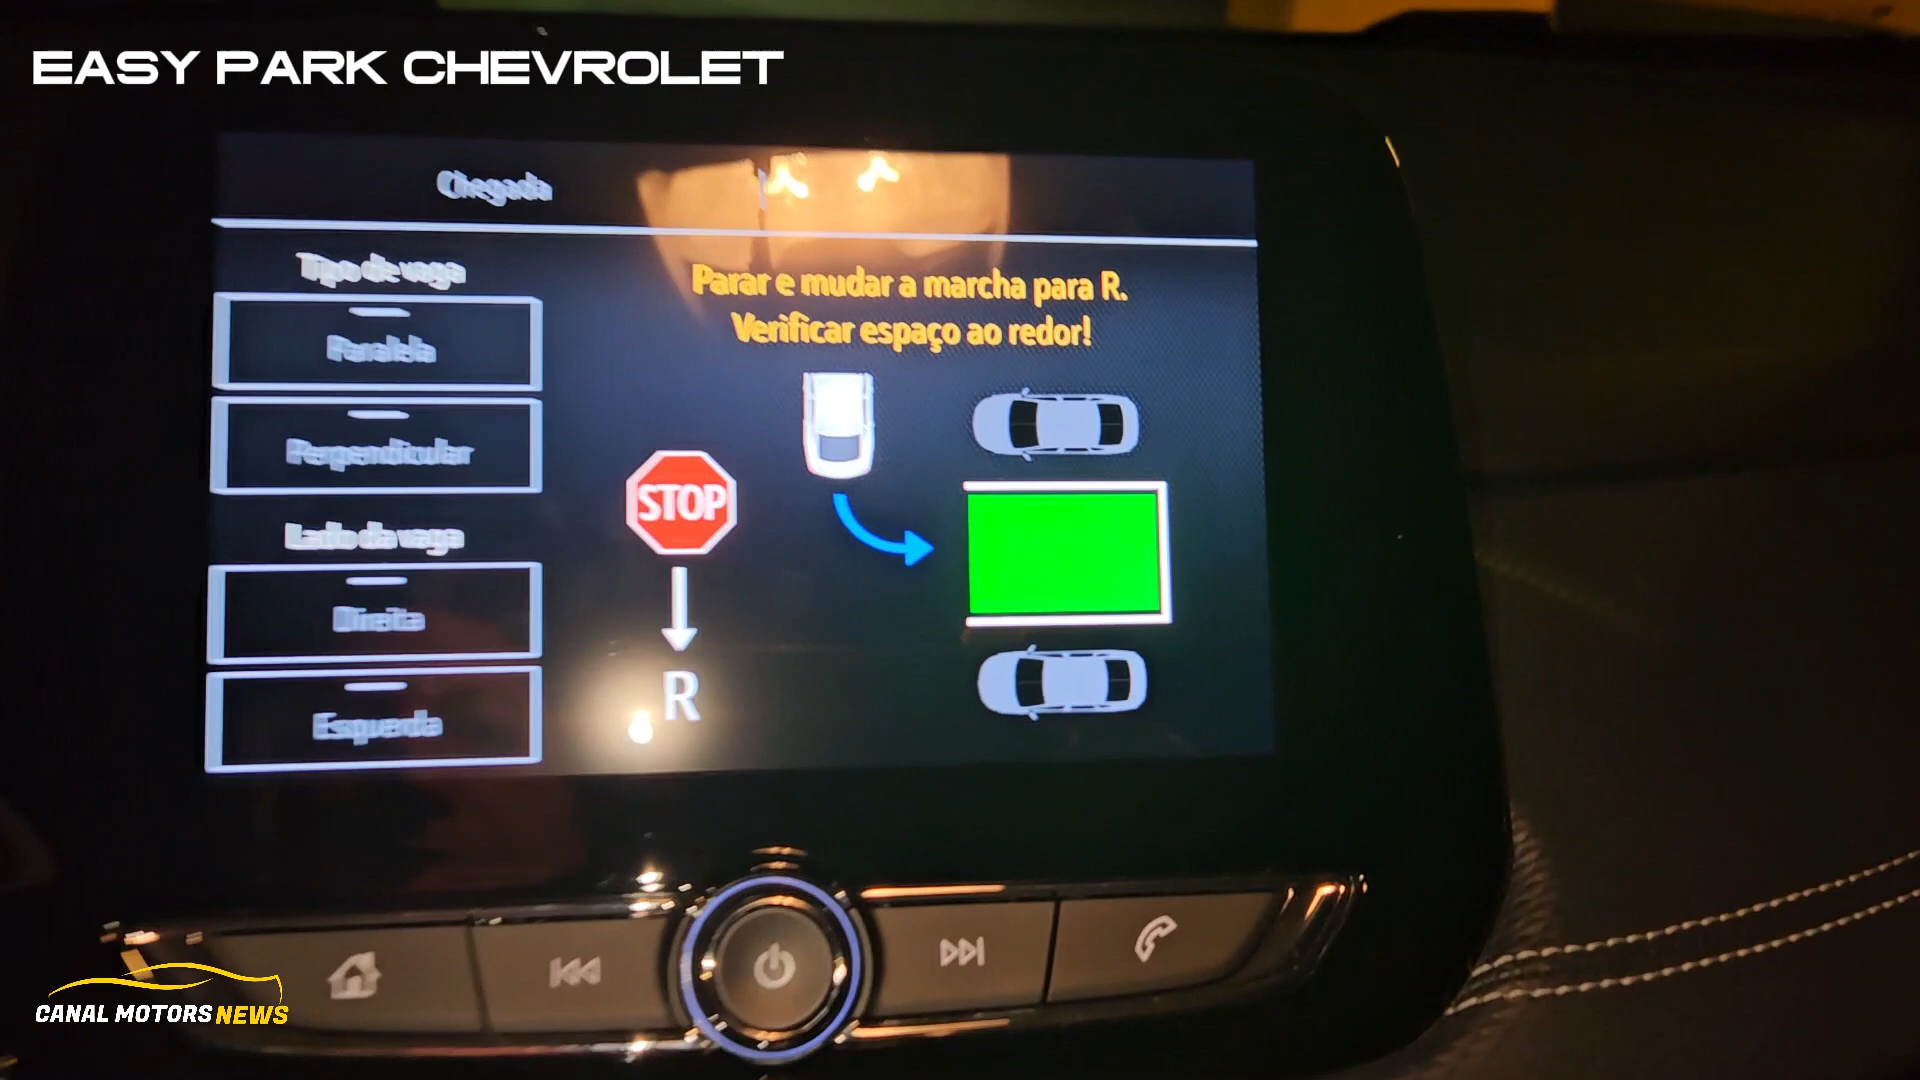 EASY PARK CHEVROLET
Chegada
Tipo de vaga
Paralela
Perpendicular
Lado da vaga
Direita
Esquerda
Parar e mudar a marcha para R.
Verificar espaço ao redor!
STOP
R
CANAL MOTORS NEWS